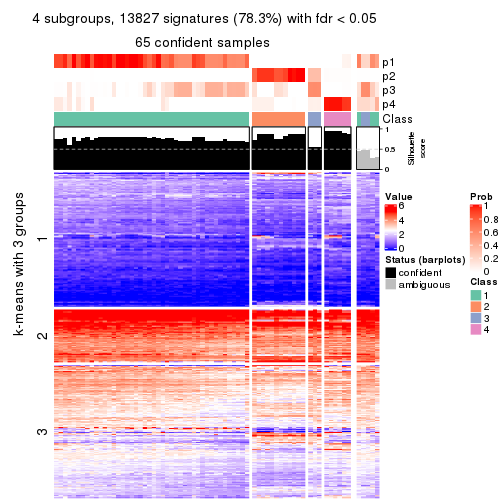 4 subgroups, 13827 signatures (78.3%) with fdr < 0.05
65 confident samples
p1
p2
p3
p4
Class
1
0.5
0
Silhouette
score
k-means with 3 groups
1
2
3
Value
6
4
2
0
Status (barplots)
confident
ambiguous
Prob
1
0.8
0.6
0.4
0.2
0
Class
1
2
3
4